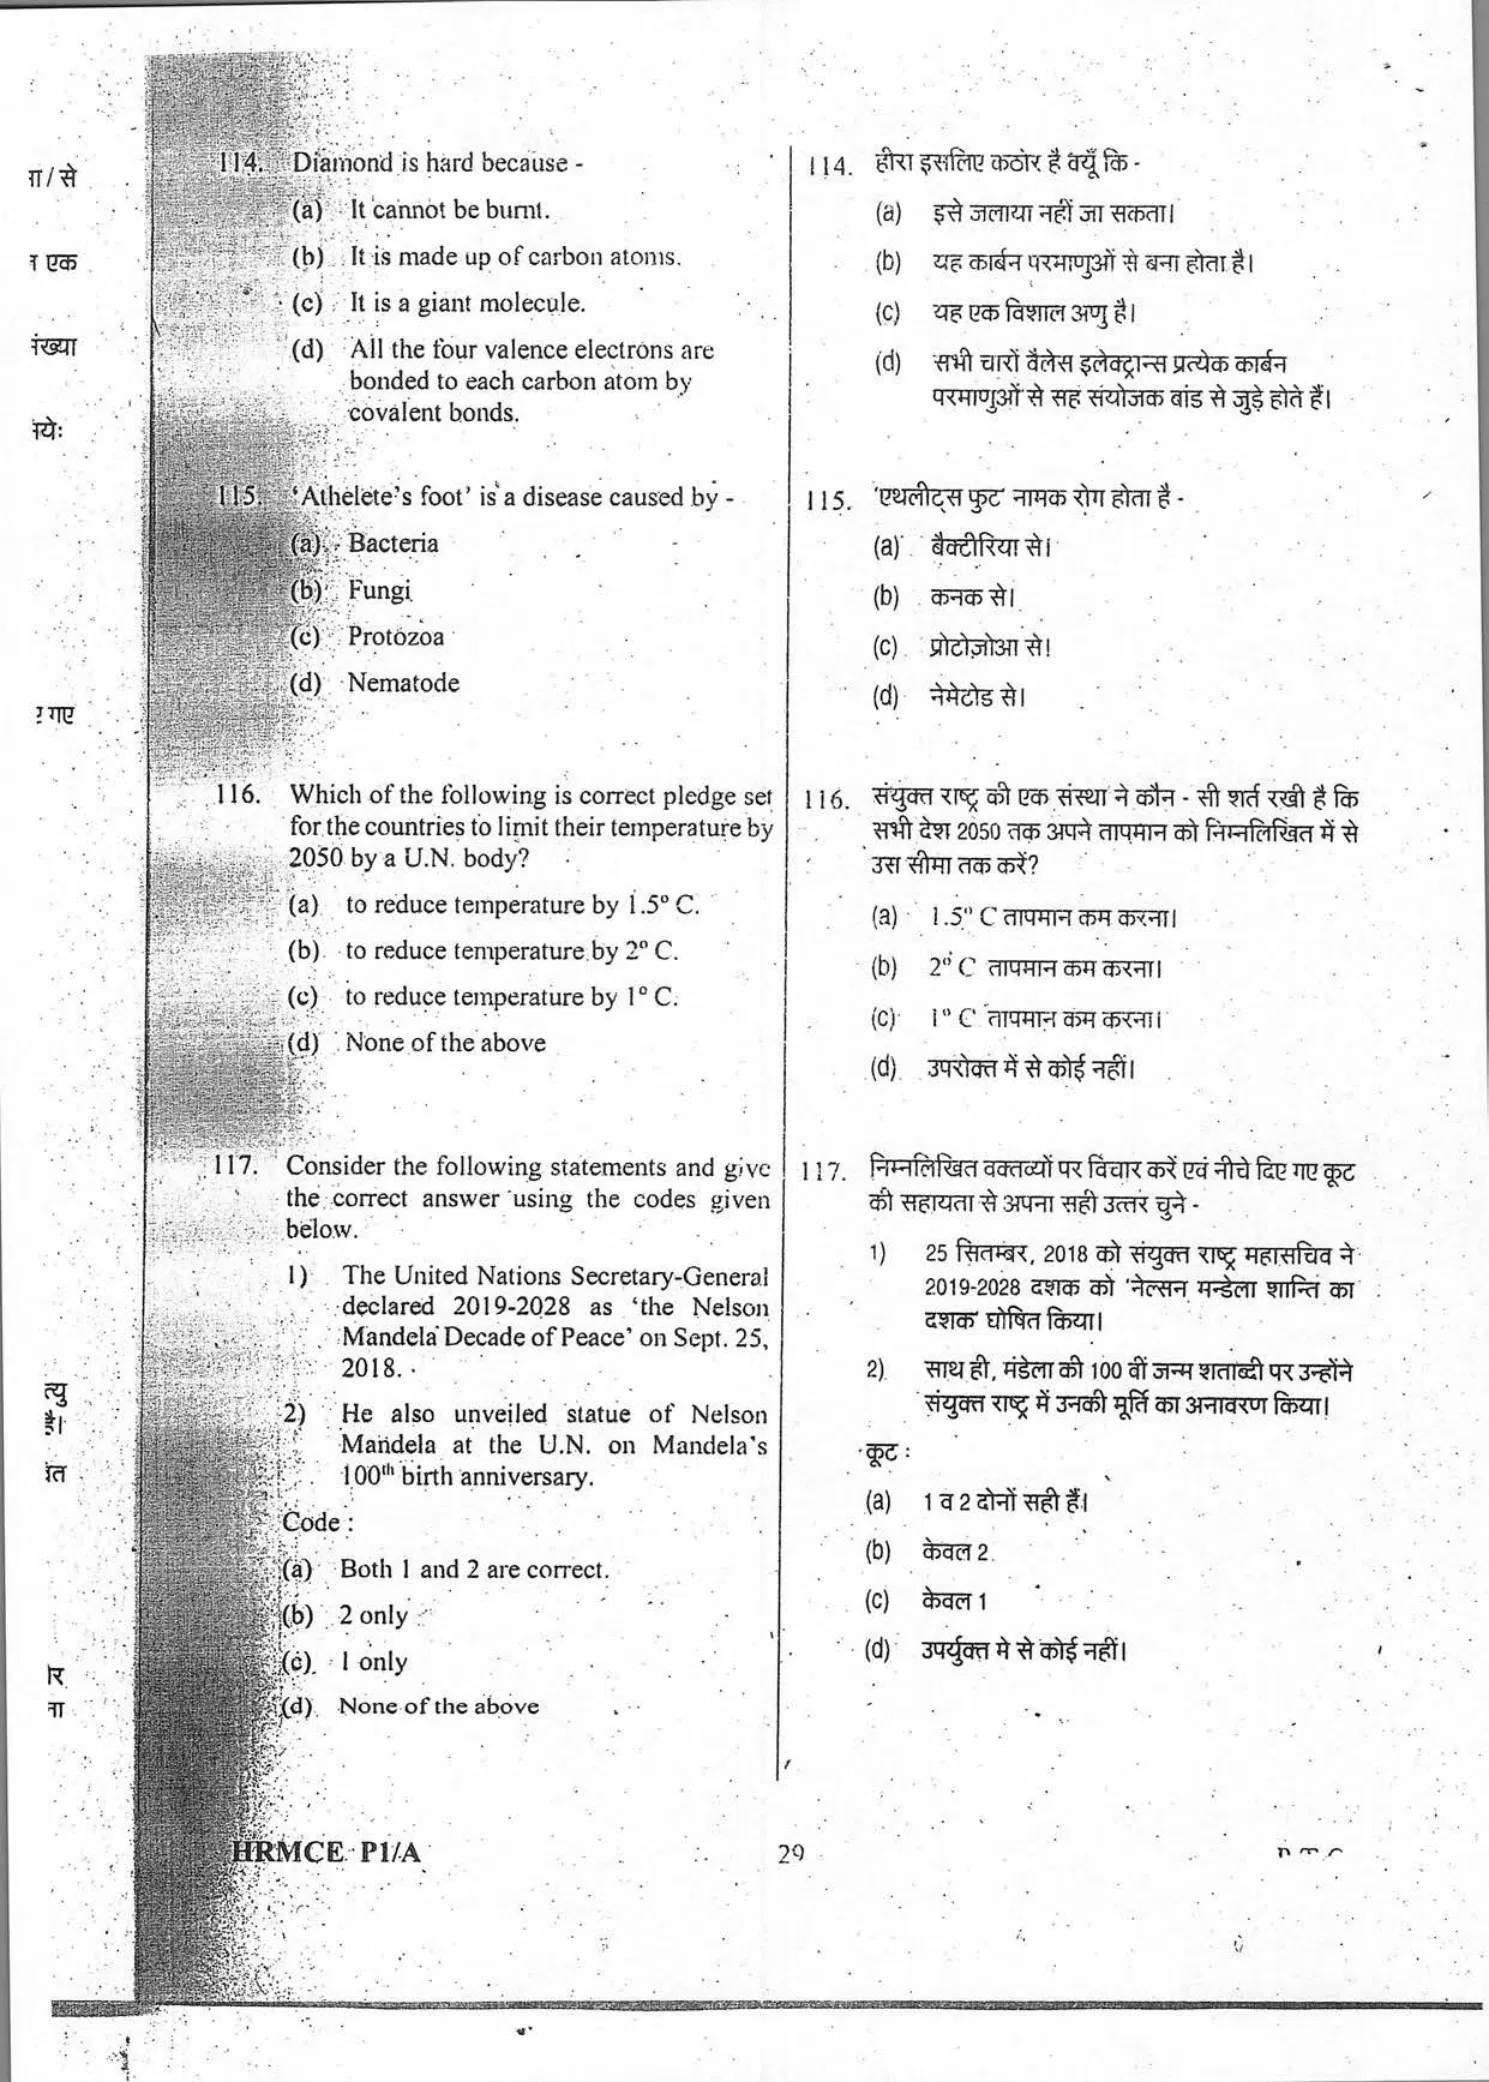 114. Diamond is hard because -
(a) It cannot be burnt.
(b) It is made up of carbon atoms.
(c) It is a giant molecule.
(d) All the four valence electrons are
bonded to each carbon atom by
covalent bonds.
115. 'Athelete's foot' is a disease caused by -
(a) Bacteria
(b) Fungi
(c) Protozoa
(d) Nematode
116. Which of the following is correct pledge set
for the countries to limit their temperature by
2050 by a U.N. body?
(a) to reduce temperature by 1.5° C.
(b) to reduce temperature by 2° C.
(c) to reduce temperature by 1° C.
(d) None of the above
117. Consider the following statements and give
the correct answer using the codes given
below.
1) The United Nations Secretary-General
declared 2019-2028 as 'the Nelson
Mandela Decade of Peace' on Sept. 25,
2018.
2) He also unveiled statue of Nelson
Mandela at the U.N. on Mandela's
100th birth anniversary.
Code :
(a) Both 1 and 2 are correct.
(b) 2 only
(c) 1 only
(d) None of the above
114. हीरा इसलिए कठोर है क्यूँ कि -
(a) इसे जलाया नहीं जा सकता।
(b) यह कार्बन परमाणुओं से बना होता है।
(c) यह एक विशाल अणु है।
(d) सभी चारों वैलेस इलेक्ट्रान्स प्रत्येक कार्बन
परमाणुओं से सह संयोजक बांड से जुड़े होते हैं।
115. 'एथलीट्स फुट' नामक रोग होता है -
(a) बैक्टीरिया से।
(b) कनक से।
(c) प्रोटोज़ोआ से!
(d) नेमेटोड से।
116. संयुक्त राष्ट्र की एक संस्था ने कौन - सी शर्त रखी है कि
सभी देश 2050 तक अपने तापमान को निम्नलिखित में से
उस सीमा तक करें?
(a) 1.5° C तापमान कम करना।
(b) 2° C तापमान कम करना।
(c) 1° C तापमान कम करना।
(d) उपरोक्त में से कोई नहीं।
117. निम्नलिखित वक्तव्यों पर विचार करें एवं नीचे दिए गए कूट
की सहायता से अपना सही उत्तर चुने -
1) 25 सितम्बर, 2018 को संयुक्त राष्ट्र महासचिव ने
2019-2028 दशक को 'नेल्सन मन्डेला शान्ति का
दशक' घोषित किया।
2) साथ ही, मंडेला की 100 वीं जन्म शताब्दी पर उन्होंने
संयुक्त राष्ट्र में उनकी मूर्ति का अनावरण किया।
कूट :
(a) 1 व 2 दोनों सही हैं।
(b) केवल 2
(c) केवल 1
(d) उपर्युक्त मे से कोई नहीं।
HRMCE P1/A
29